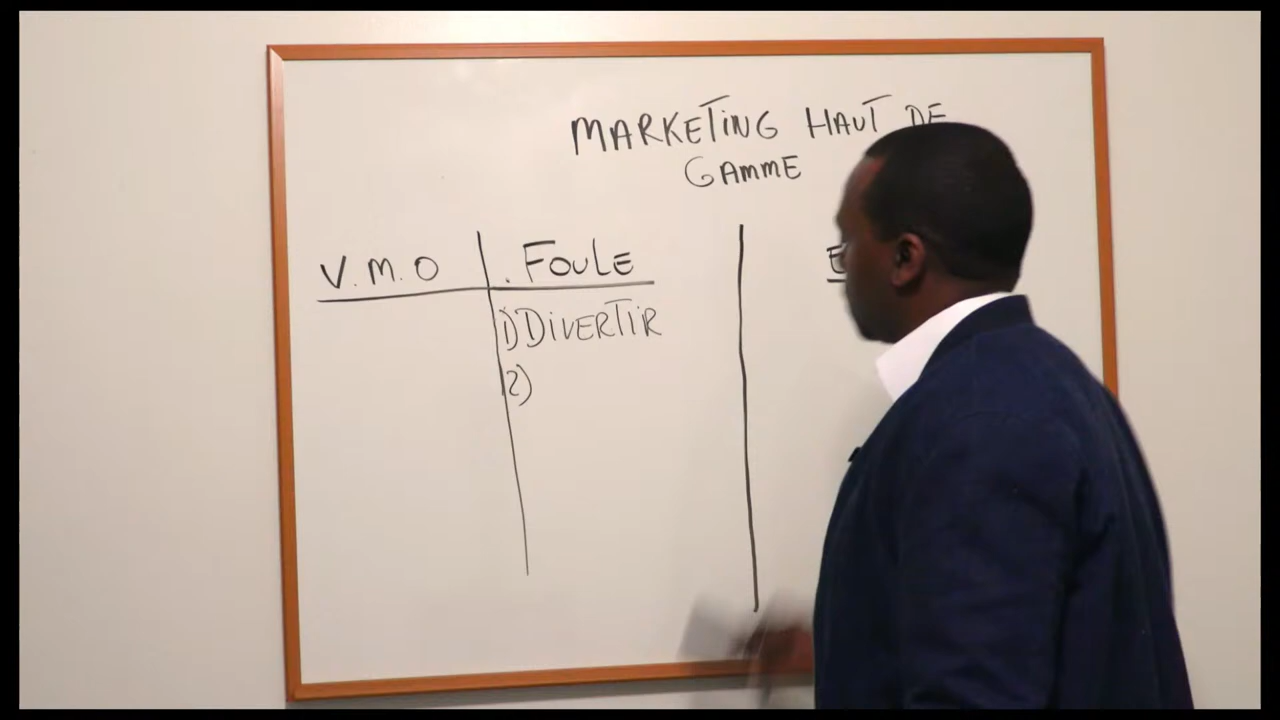 MARKETING HAUT DE
GAMME
V.M.O
. FOULE
1) DIVERTIR
2)